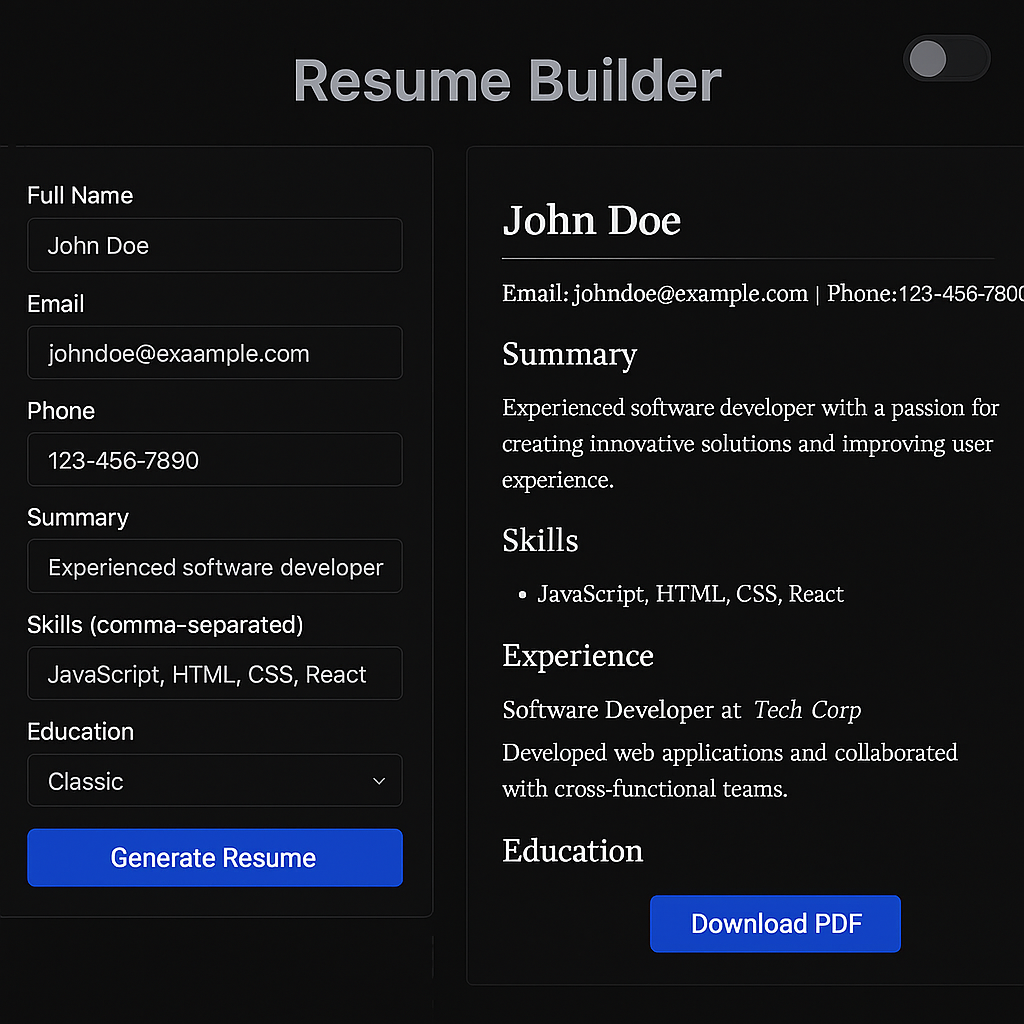 Resume Builder
Full Name
John Doe
Email
johndoe@exaample.com
Phone
123-456-7890
Summary
Experienced software developer
Skills (comma-separated)
JavaScript, HTML, CSS, React
Education
Classic
Generate Resume
John Doe
Email: johndoe@example.com | Phone:123-456-7800
Summary
Experienced software developer with a passion for
creating innovative solutions and improving user
experience.
Skills
• JavaScript, HTML, CSS, React
Experience
Software Developer at Tech Corp
Developed web applications and collaborated
with cross-functional teams.
Education
Download PDF